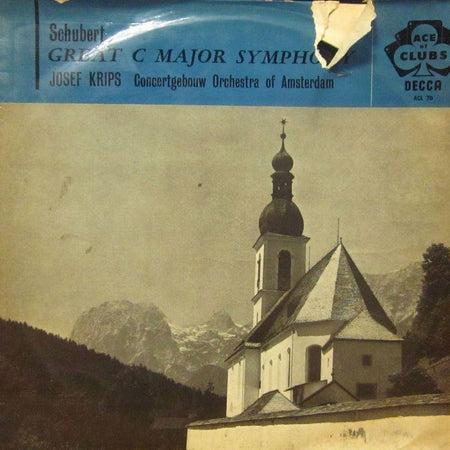 Schubert
GREAT C MAJOR SYMPHO Y
JOSEF KRIPS Concertgebouw Orchestra of Amsterdam
ACE
OF
CLUBS
DECCA
ACL 70